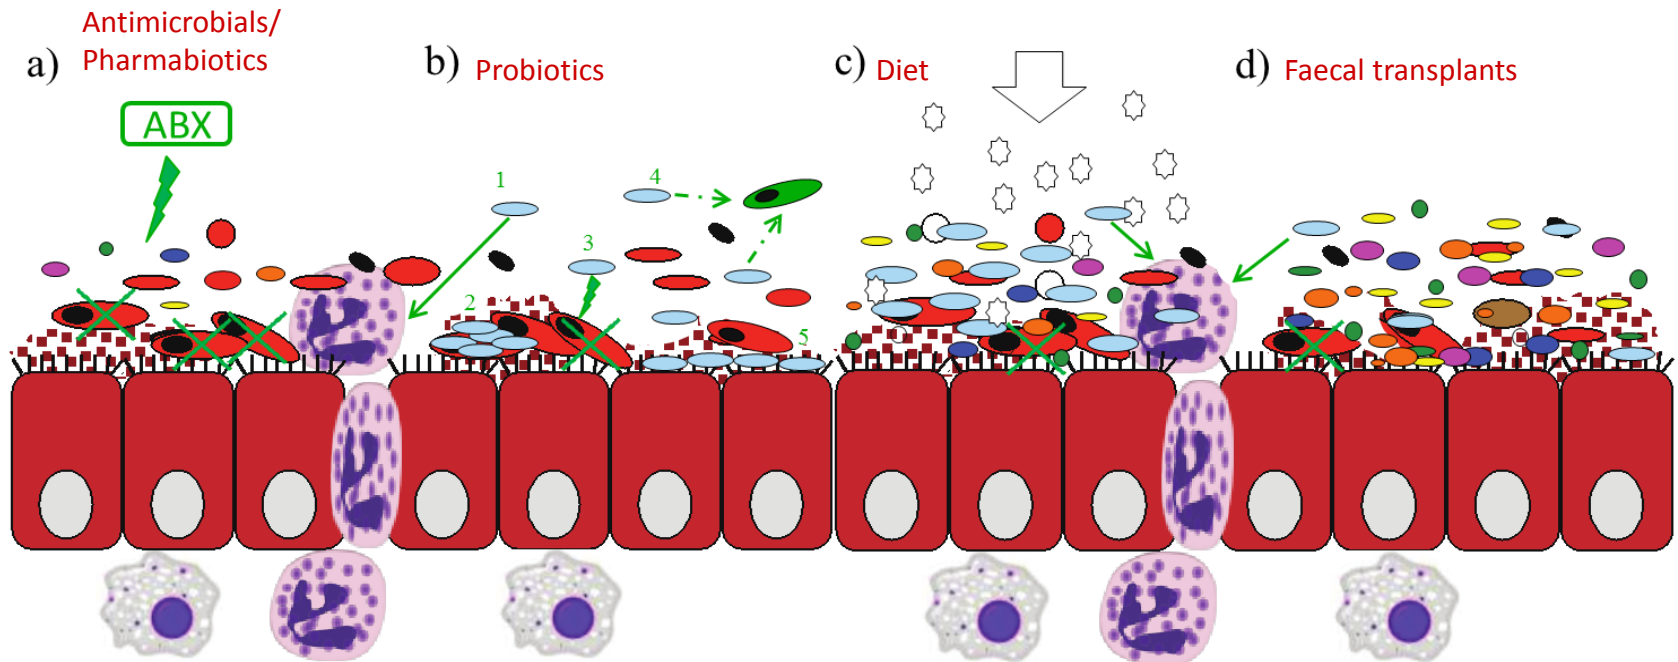 Antimicrobials/
Pharmabiotics
a)
b)
Probiotics
c)
Diet
d)
Faecal transplants
ABX
1
4
3
2
5